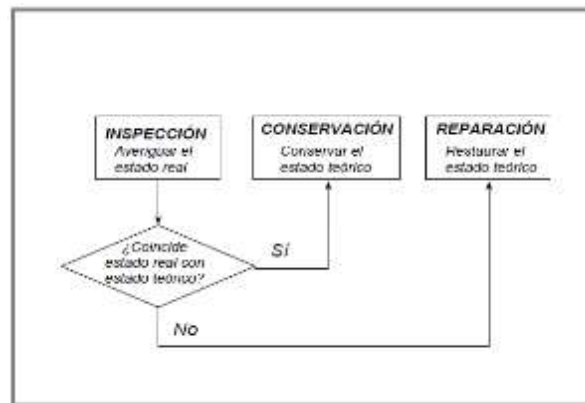 INSPECCIÓN
Averiguar el
estado real
CONSERVACIÓN
Conservar el
estado teórico
REPARACIÓN
Restaurar el
estado teórico
¿Coincide
estado real con
estado teórico?
Sí
No